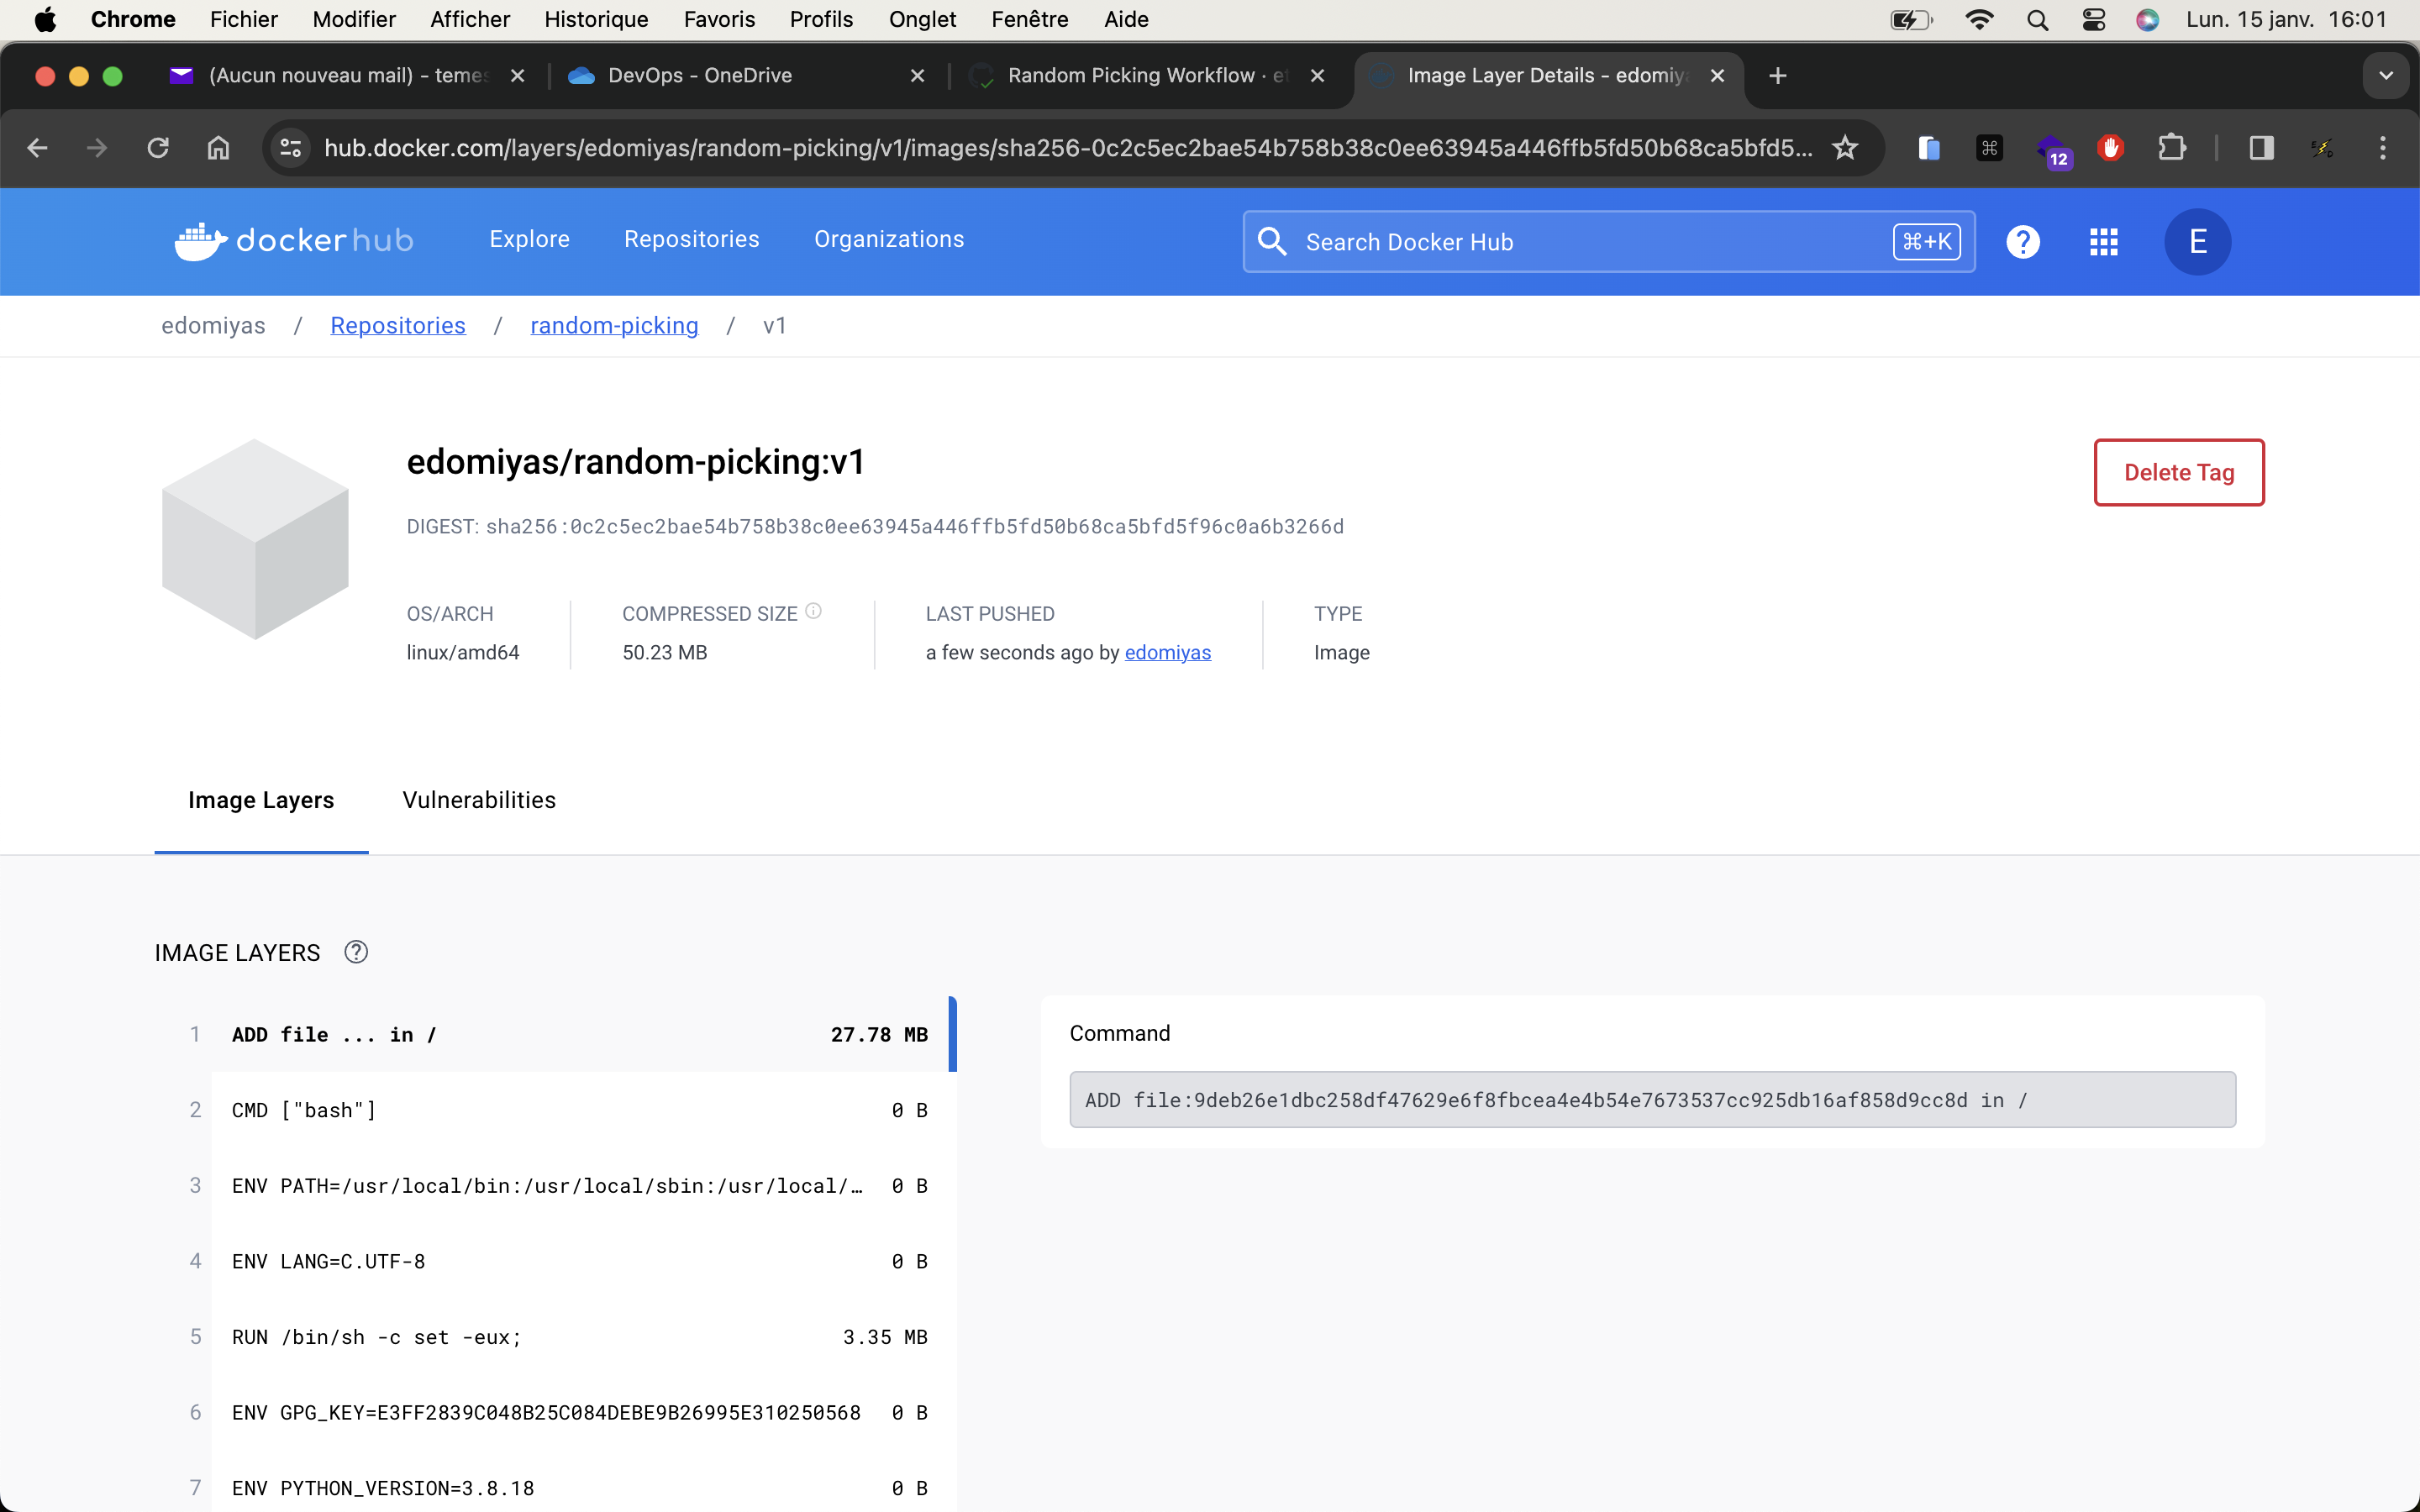 Chrome Fichier Modifier Afficher Historique Favoris Profils Onglet Fenêtre Aide Lun. 15 janv. 16:01
(Aucun nouveau mail) - temes DevOps - OneDrive Random Picking Workflow · et Image Layer Details - edomiya
hub.docker.com/layers/edomiyas/random-picking/v1/images/sha256-0c2c5ec2bae54b758b38c0ee63945a446ffb5fd50b68ca5bfd5... 12
dockerhub Explore Repositories Organizations Search Docker Hub ⌘+K ? E
edomiyas / Repositories / random-picking / v1
edomiyas/random-picking:v1
Delete Tag
DIGEST: sha256:0c2c5ec2bae54b758b38c0ee63945a446ffb5fd50b68ca5bfd5f96c0a6b3266d
OS/ARCH COMPRESSED SIZE LAST PUSHED TYPE
linux/amd64 50.23 MB a few seconds ago by edomiyas Image
Image Layers Vulnerabilities
IMAGE LAYERS ?
1 ADD file ... in / 27.78 MB
Command
2 CMD ["bash"] 0 B
ADD file:9deb26e1dbc258df47629e6f8fbcea4e4b54e7673537cc925db16af858d9cc8d in /
3 ENV PATH=/usr/local/bin:/usr/local/sbin:/usr/local/… 0 B
4 ENV LANG=C.UTF-8 0 B
5 RUN /bin/sh -c set -eux; 3.35 MB
6 ENV GPG_KEY=E3FF2839C048B25C084DEBE9B26995E310250568 0 B
7 ENV PYTHON_VERSION=3.8.18 0 B